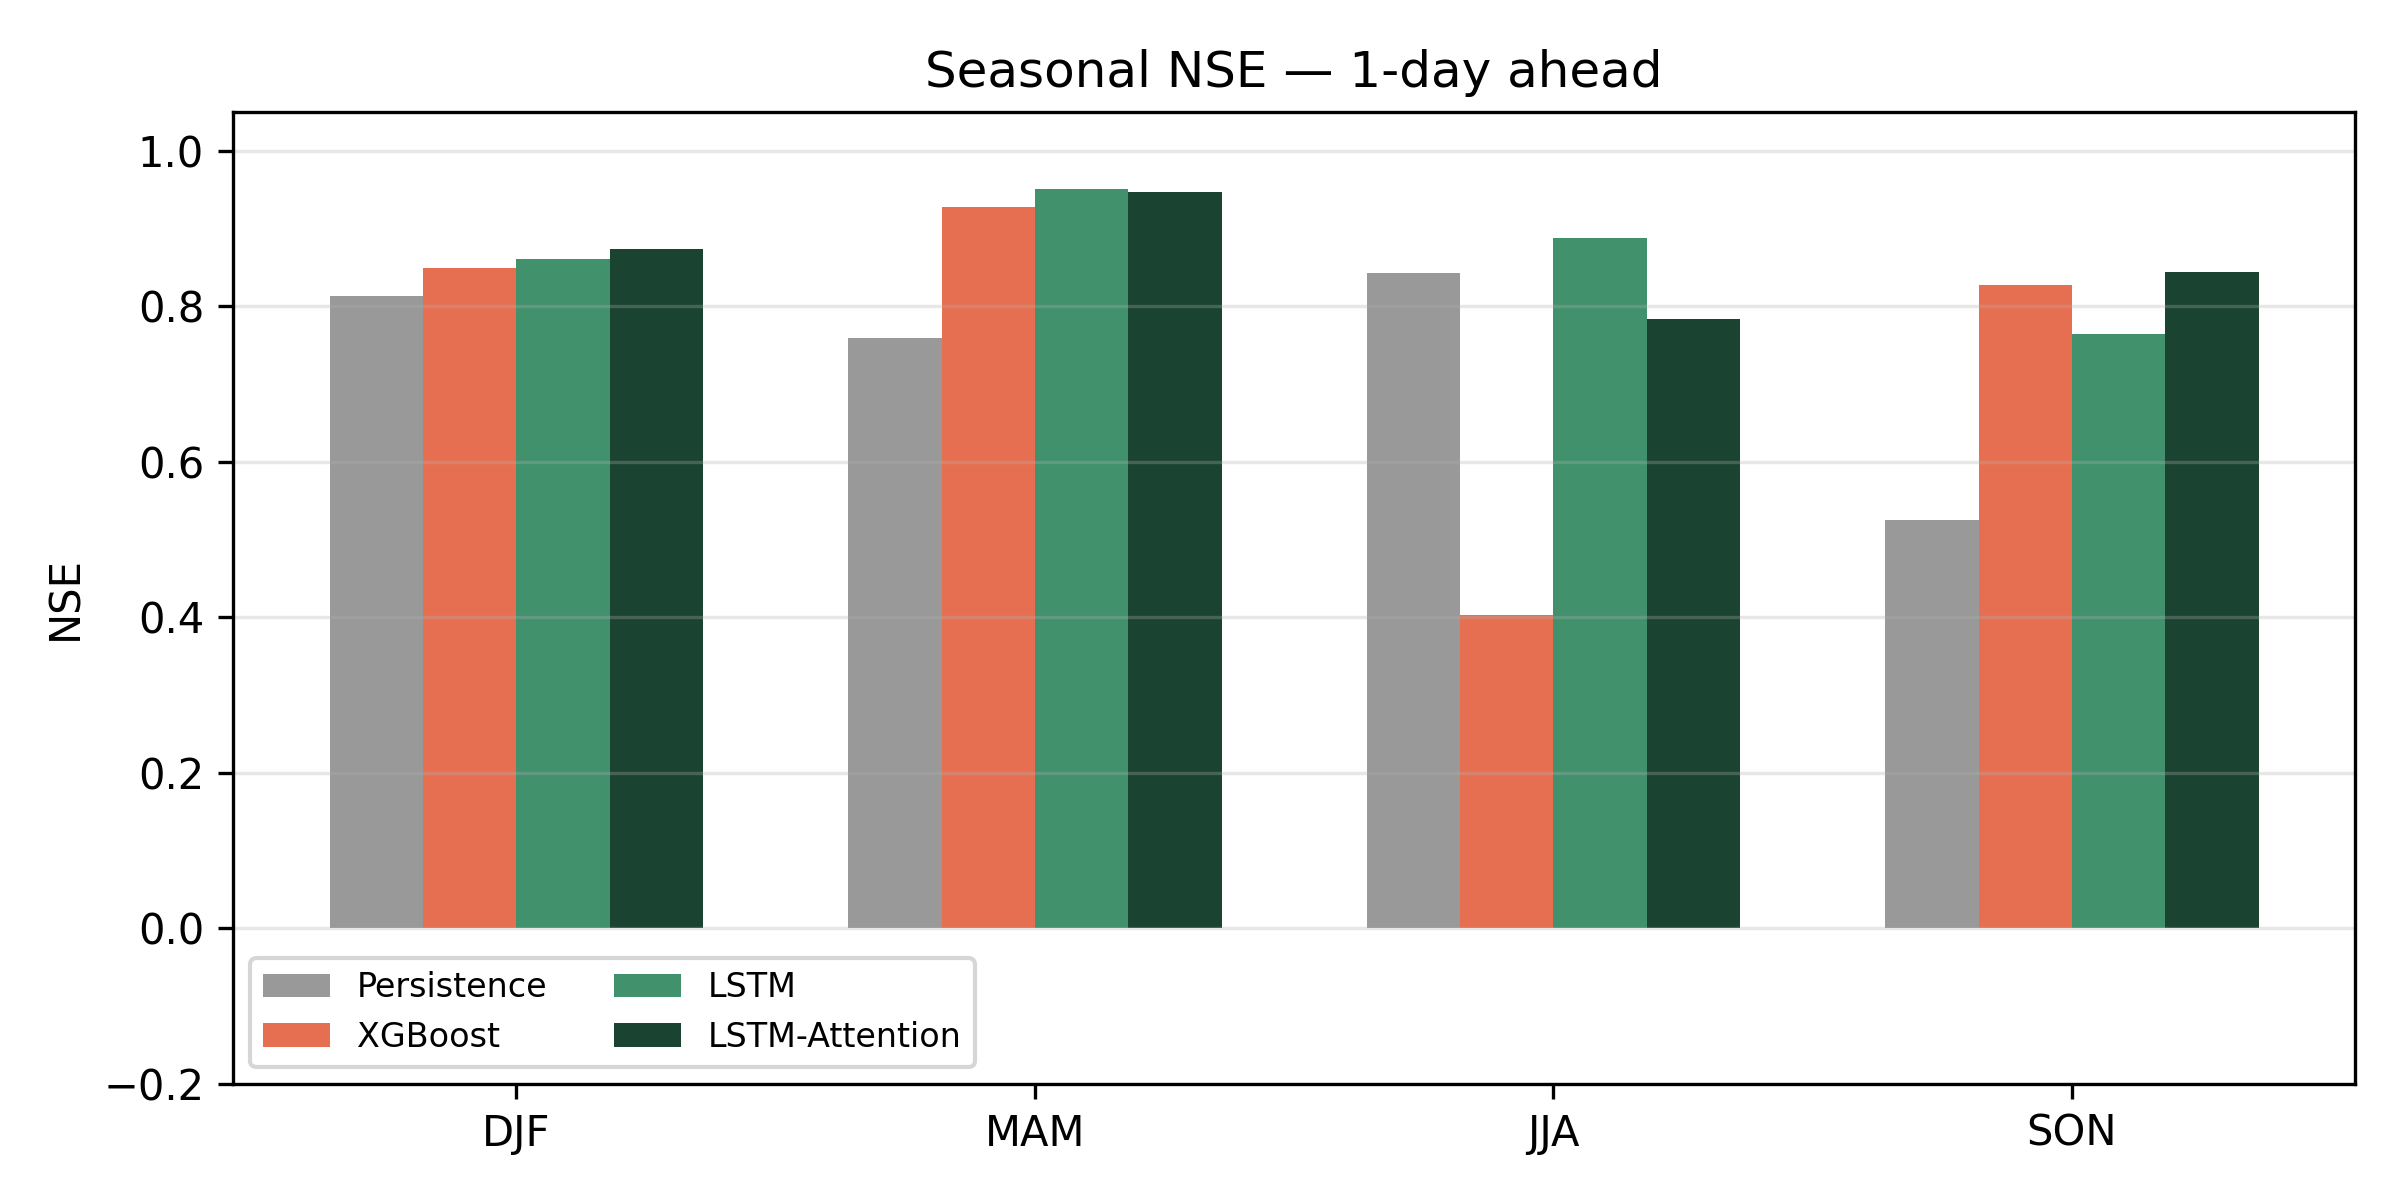 Seasonal NSE — 1-day ahead
1.0
0.8
0.6
0.4
0.2
0.0
−0.2
NSE
Persistence
XGBoost
LSTM
LSTM-Attention
DJF
MAM
JJA
SON